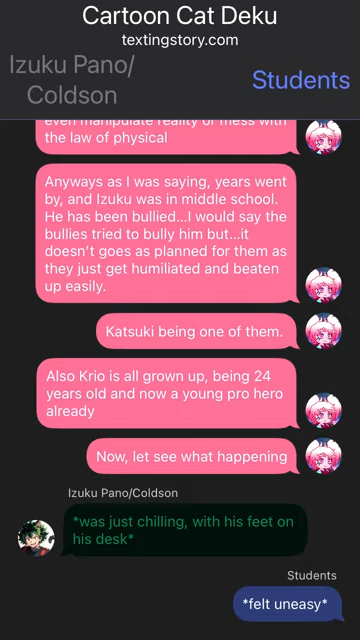 Cartoon Cat Deku
textingstory.com
Izuku Pano/
Coldson
Students
even manipulate reality or mess with
the law of physical
Anyways as I was saying, years went
by, and Izuku was in middle school.
He has been bullied...I would say the
bullies tried to bully him but...it
doesn't goes as planned for them as
they just get humiliated and beaten
up easily.
Katsuki being one of them.
Also Krio is all grown up, being 24
years old and now a young pro hero
already
Now, let see what happening
Izuku Pano/Coldson
*was just chilling, with his feet on
his desk*
Students
*felt uneasy*